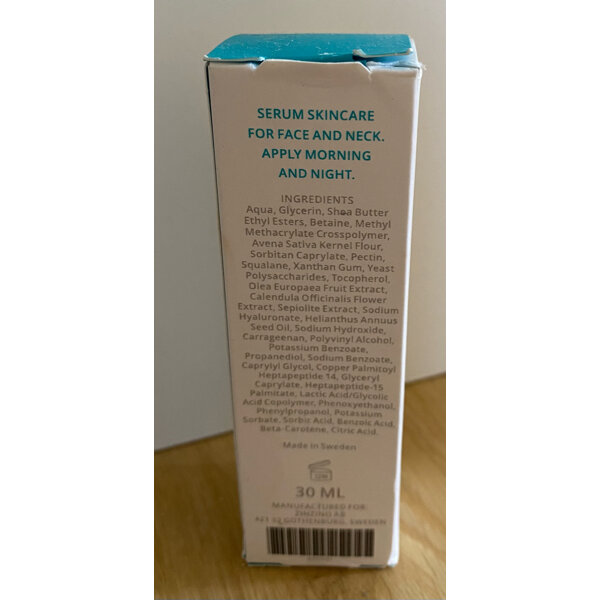 SERUM SKINCARE
FOR FACE AND NECK.
APPLY MORNING
AND NIGHT.
INGREDIENTS
Aqua, Glycerin, Shea Butter
Ethyl Esters, Betaine, Methyl
Methacrylate Crosspolymer,
Avena Sativa Kernel Flour,
Sorbitan Caprylate, Pectin,
Squalane, Xanthan Gum, Yeast
Polysaccharides, Tocopherol,
Olea Europaea Fruit Extract,
Calendula Officinalis Flower
Extract, Sepiolite Extract, Sodium
Hyaluronate, Helianthus Annuus
Seed Oil, Sodium Hydroxide,
Carrageenan, Polyvinyl Alcohol,
Potassium Benzoate,
Propanediol, Sodium Benzoate,
Caprylyl Glycol, Copper Palmitoyl
Heptapeptide 14, Glyceryl
Caprylate, Heptapeptide-15
Palmitate, Lactic Acid/Glycolic
Acid Copolymer, Phenoxyethanol,
Phenylpropanol, Potassium
Sorbate, Sorbic Acid, Benzoic Acid,
Beta-Carotene, Citric Acid.
Made in Sweden
30 ML
MANUFACTURED FOR:
ZINZINO AB
GOTHENBURG, SWEDEN